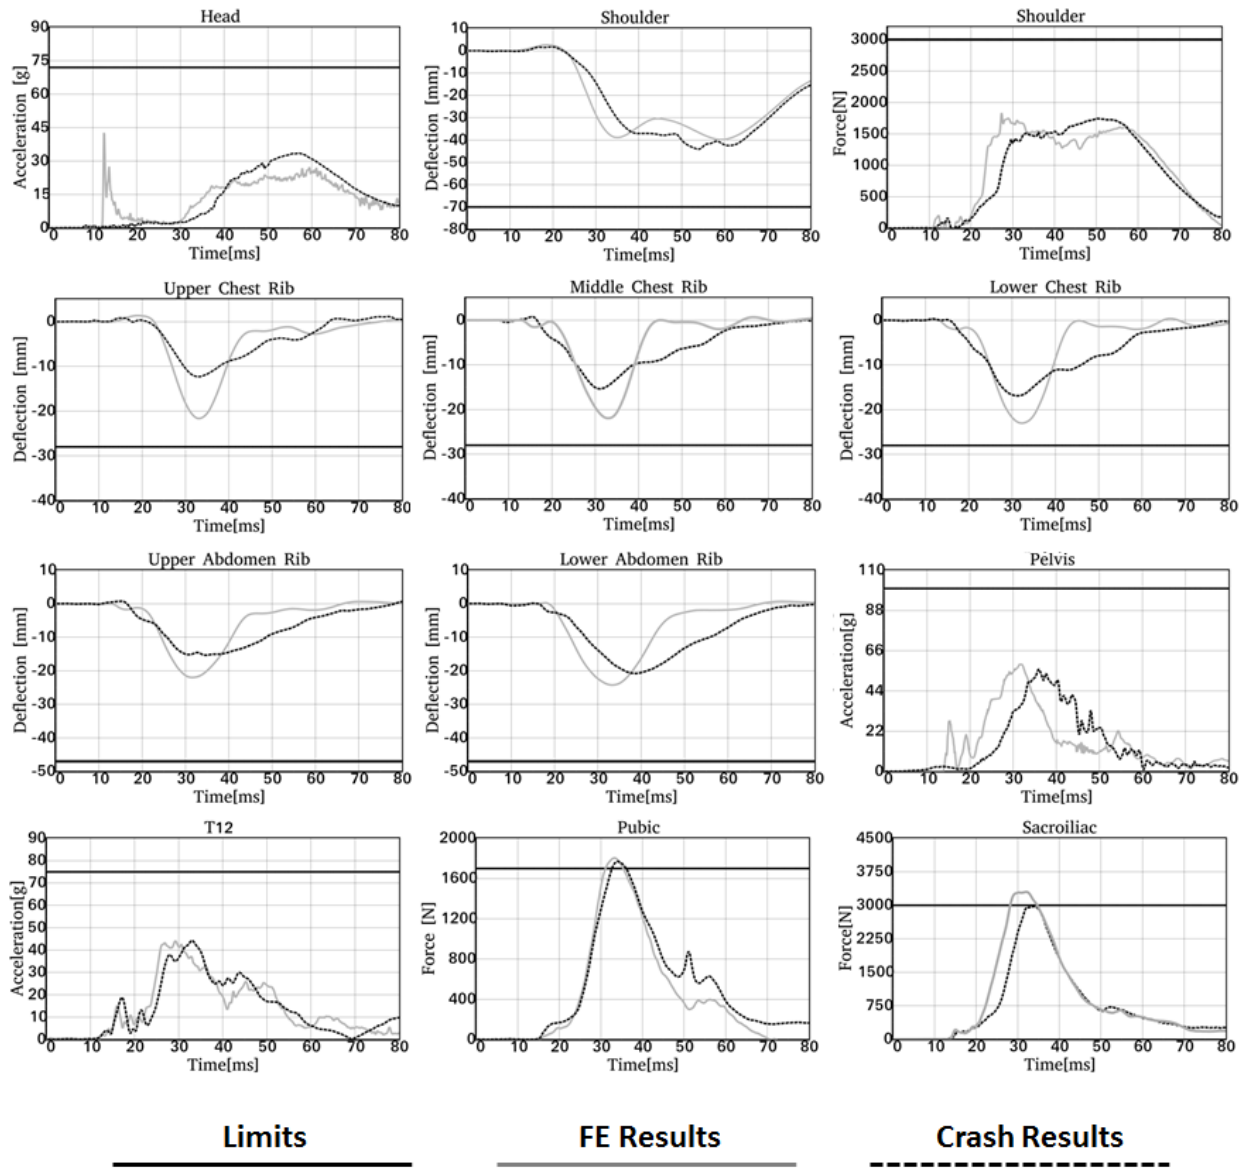 Head
Acceleration [g]
90
75
60
45
30
15
0
0 10 20 30 40 50 60 70 80
Time[ms]
Shoulder
Deflection [mm]
10
0
-10
-20
-30
-40
-50
-60
-70
-80
0 10 20 30 40 50 60 70 80
Time[ms]
Shoulder
Force[N]
3000
2500
2000
1500
1000
500
0
0 10 20 30 40 50 60 70 80
Time[ms]
Upper Chest Rib
Deflection [mm]
0
-10
-20
-30
-40
0 10 20 30 40 50 60 70 80
Time[ms]
Middle Chest Rib
Deflection [mm]
0
-10
-20
-30
-40
0 10 20 30 40 50 60 70 80
Time[ms]
Lower Chest Rib
Deflection [mm]
0
-10
-20
-30
-40
0 10 20 30 40 50 60 70 80
Time[ms]
Upper Abdomen Rib
Deflection [mm]
10
0
-10
-20
-30
-40
-50
0 10 20 30 40 50 60 70 80
Time[ms]
Lower Abdomen Rib
Deflection [mm]
10
0
-10
-20
-30
-40
-50
0 10 20 30 40 50 60 70 80
Time[ms]
Pelvis
Acceleration[g]
110
88
66
44
22
0
0 10 20 30 40 50 60 70 80
Time[ms]
T12
Acceleration[g]
90
80
70
60
50
40
30
20
10
0
0 10 20 30 40 50 60 70 80
Time[ms]
Pubic
Force [N]
2000
1600
1200
800
400
0
0 10 20 30 40 50 60 70 80
Time[ms]
Sacroiliac
Force[N]
4500
3750
3000
2250
1500
750
0
0 10 20 30 40 50 60 70 80
Time[ms]
Limits FE Results Crash Results